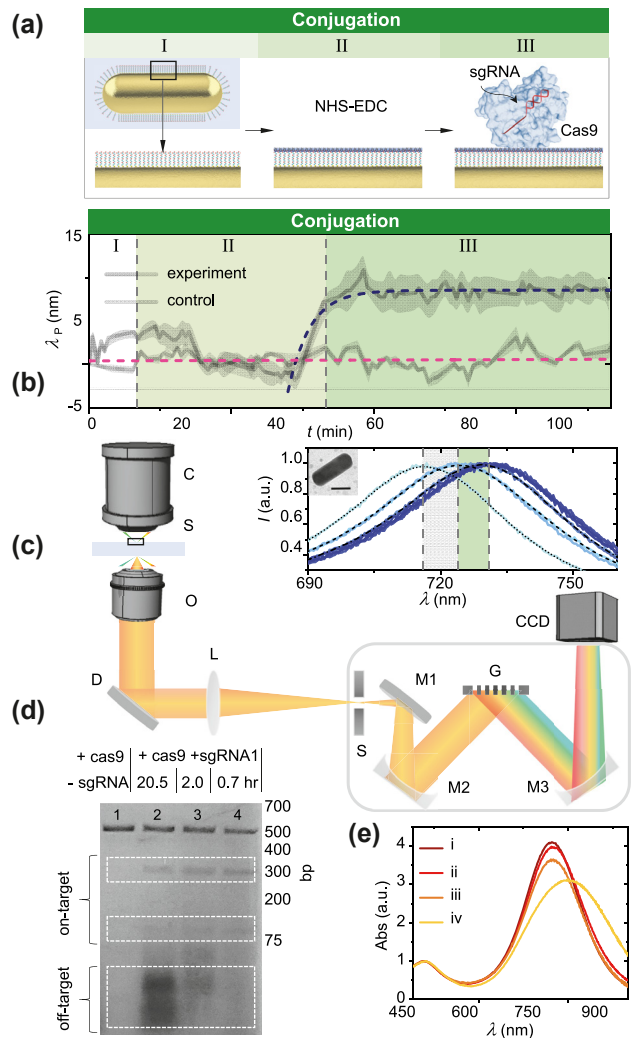 (a)
Conjugation
I II III
sgRNA
NHS-EDC
Cas9
Conjugation
15
I II III
experiment
10
control
λP (nm)
5
0
(b)
-5
0 20 40 60 80 100
t (min)
C
S
(c)
O
1.0
0.8
0.6
0.4
I (a.u.)
690 720 750
λ (nm)
CCD
D
L
S
M1
G
M2
M3
(d)
+ cas9 + cas9 +sgRNA1
- sgRNA 20.5 2.0 0.7 hr
1 2 3 4
700
500
400
300
200
75
bp
on-target
off-target
(e)
i
ii
iii
iv
5
4
3
2
1
0
Abs (a.u.)
450 600 750 900
λ (nm)